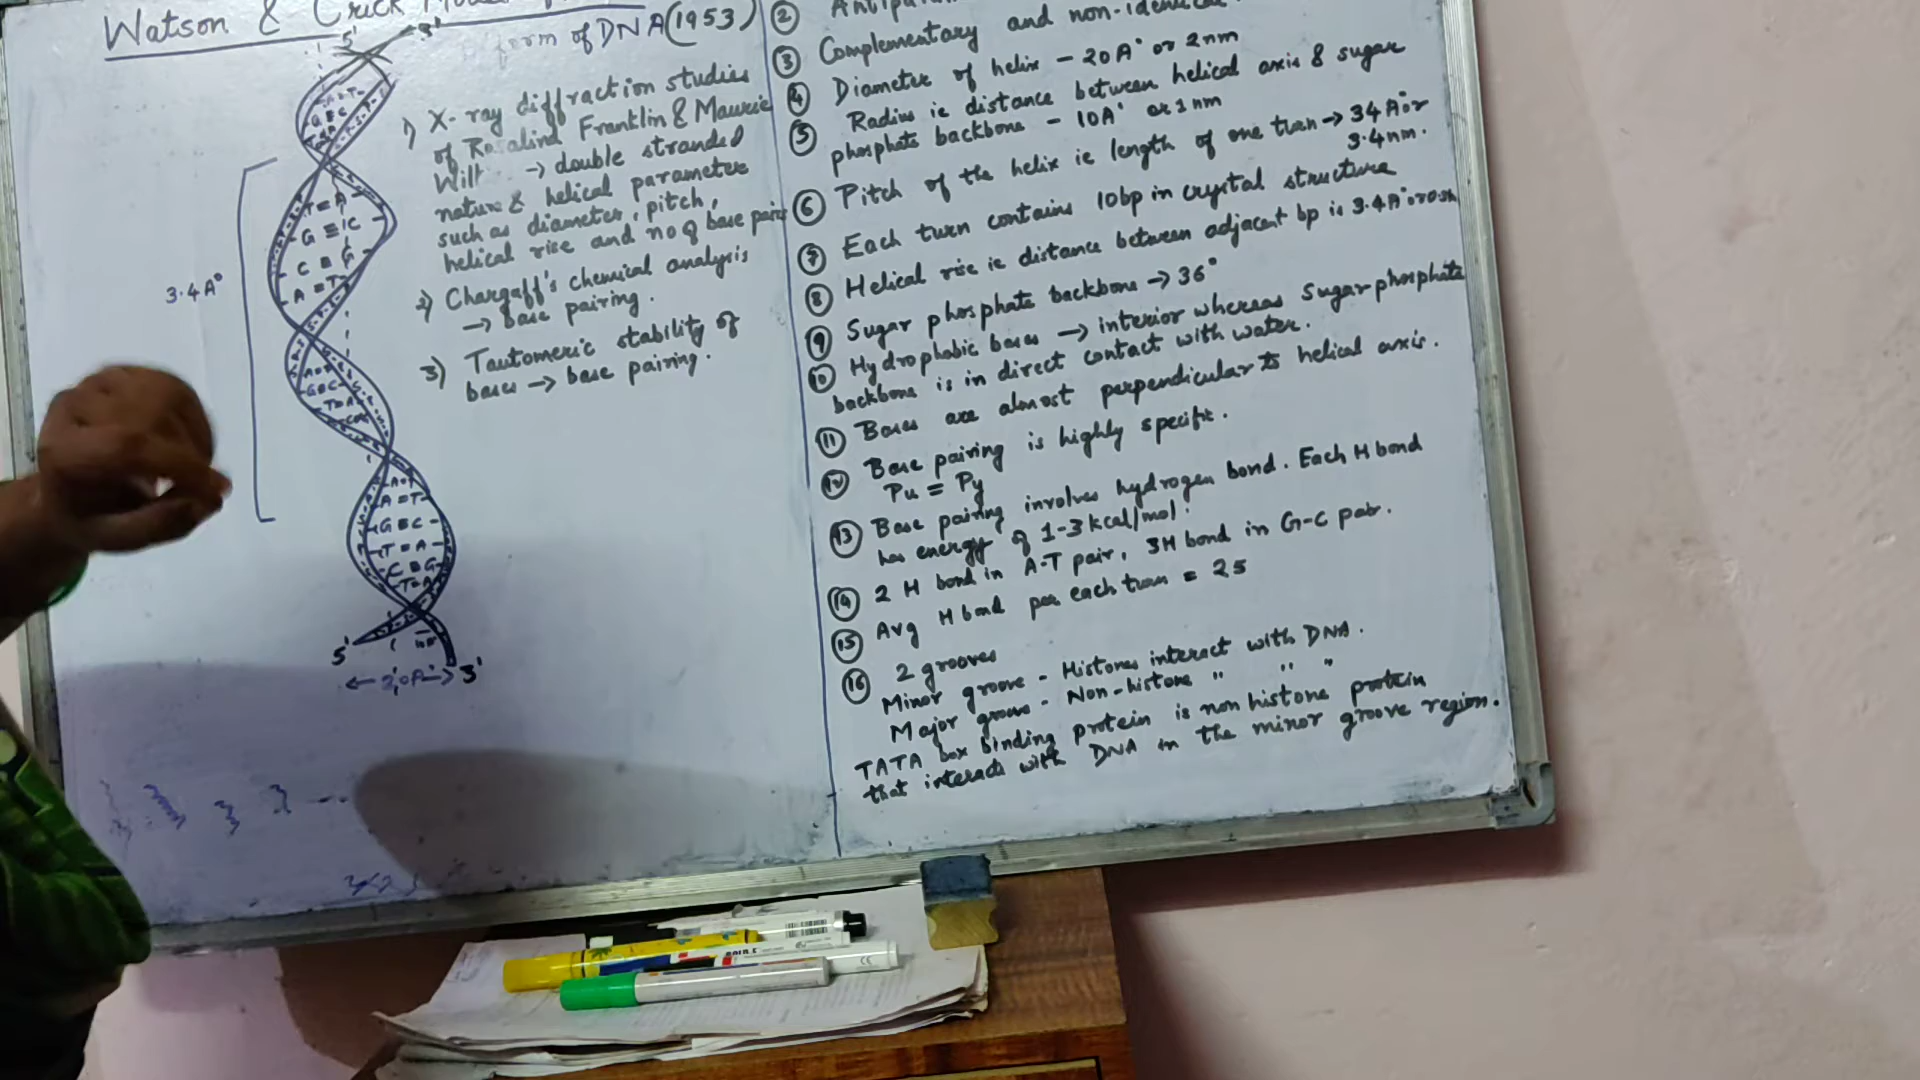 Watson & Crick Model
form of DNA (1953)
5' 3'
1) X-ray diffraction studies
of Rosalind Franklin & Maurice
Wilk → double stranded
nature & helical parameter
such as diameter, pitch,
helical rise and no of base pairs
2) Chargaff's chemical analysis
→ base pairing.
3) Tautomeric stability of
bases → base pairing.
3.4A°
T = A
G ≡ C
C ≡ G
A = T
A = T
G ≡ C
T = A
C ≡ G
T = A
5' 3'
← 20A° →
②
③ Complementary and non-identical
④ Diameter of helix - 20A° or 2nm
⑤ Radius ie distance between helical axis & sugar
phosphate backbone - 10A° or 1nm
⑥ Pitch of the helix ie length of one turn → 34A° or
3.4nm.
⑦ Each turn contains 10bp in crystal structure
⑧ Helical rise ie distance between adjacent bp is 3.4A° or
⑨ Sugar phosphate backbone → 36°
⑩ Hydrophobic bases → interior whereas sugar phosphate
backbone is in direct contact with water.
⑪ Bases are almost perpendicular to helical axis.
⑫ Base pairing is highly specific.
Pu = Py
⑬ Base pairing involves hydrogen bond. Each H bond
has energy of 1-3 kcal/mol.
⑭ 2 H bond in A-T pair, 3H bond in G-C pair.
⑮ Avg H bond per each turn = 25
⑯ 2 grooves
Minor groove - Histones interact with DNA.
Major groove - Non-histone " " "
TATA box binding protein is non histone protein
that interacts with DNA in the minor groove region.